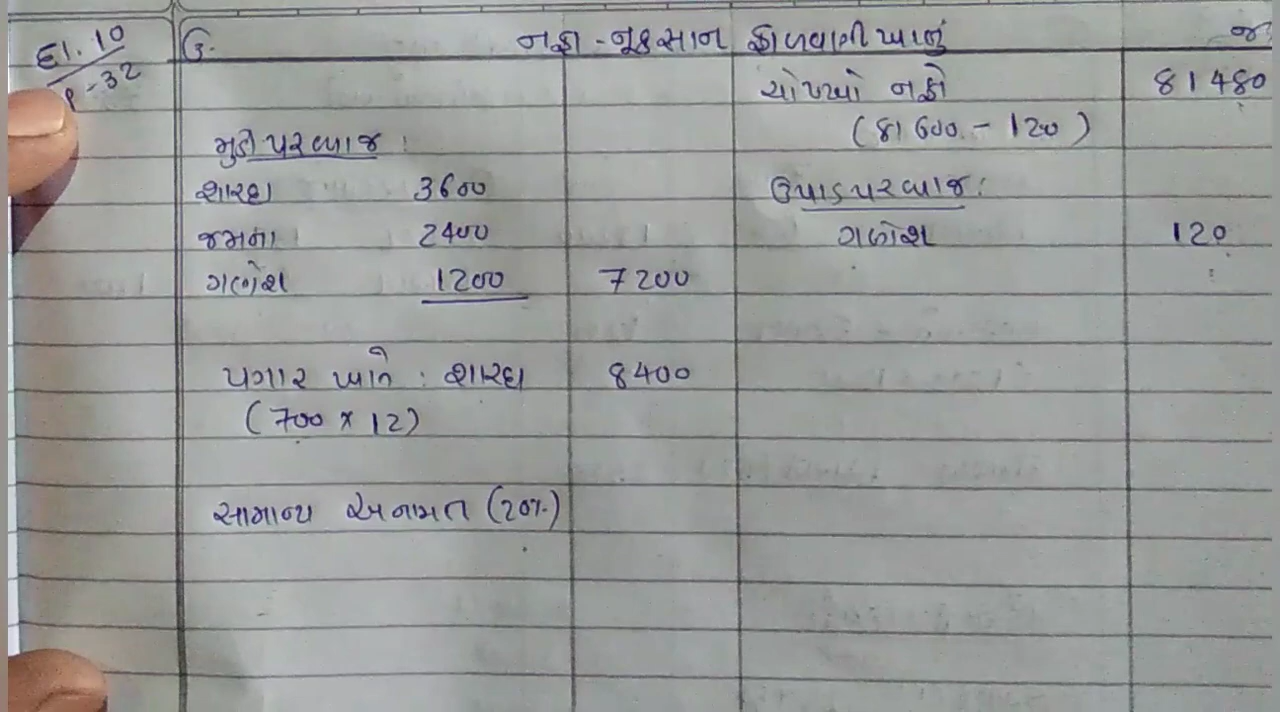 દા. 10
P-32
ઉ. નફા - નુકસાન ફાળવણી ખાતું જ
ચોખ્ખો નફો 81480
(81600 - 120)
મુડી પર વ્યાજ :
શારદા 3600 ઉપાડ પર વ્યાજ :
જમના 2400 ગણેશ 120
ગણેશ 1200 7200
પગાર ખાતે : શારદા 8400
(700 x 12)
સામાન્ય અનામત (20%)